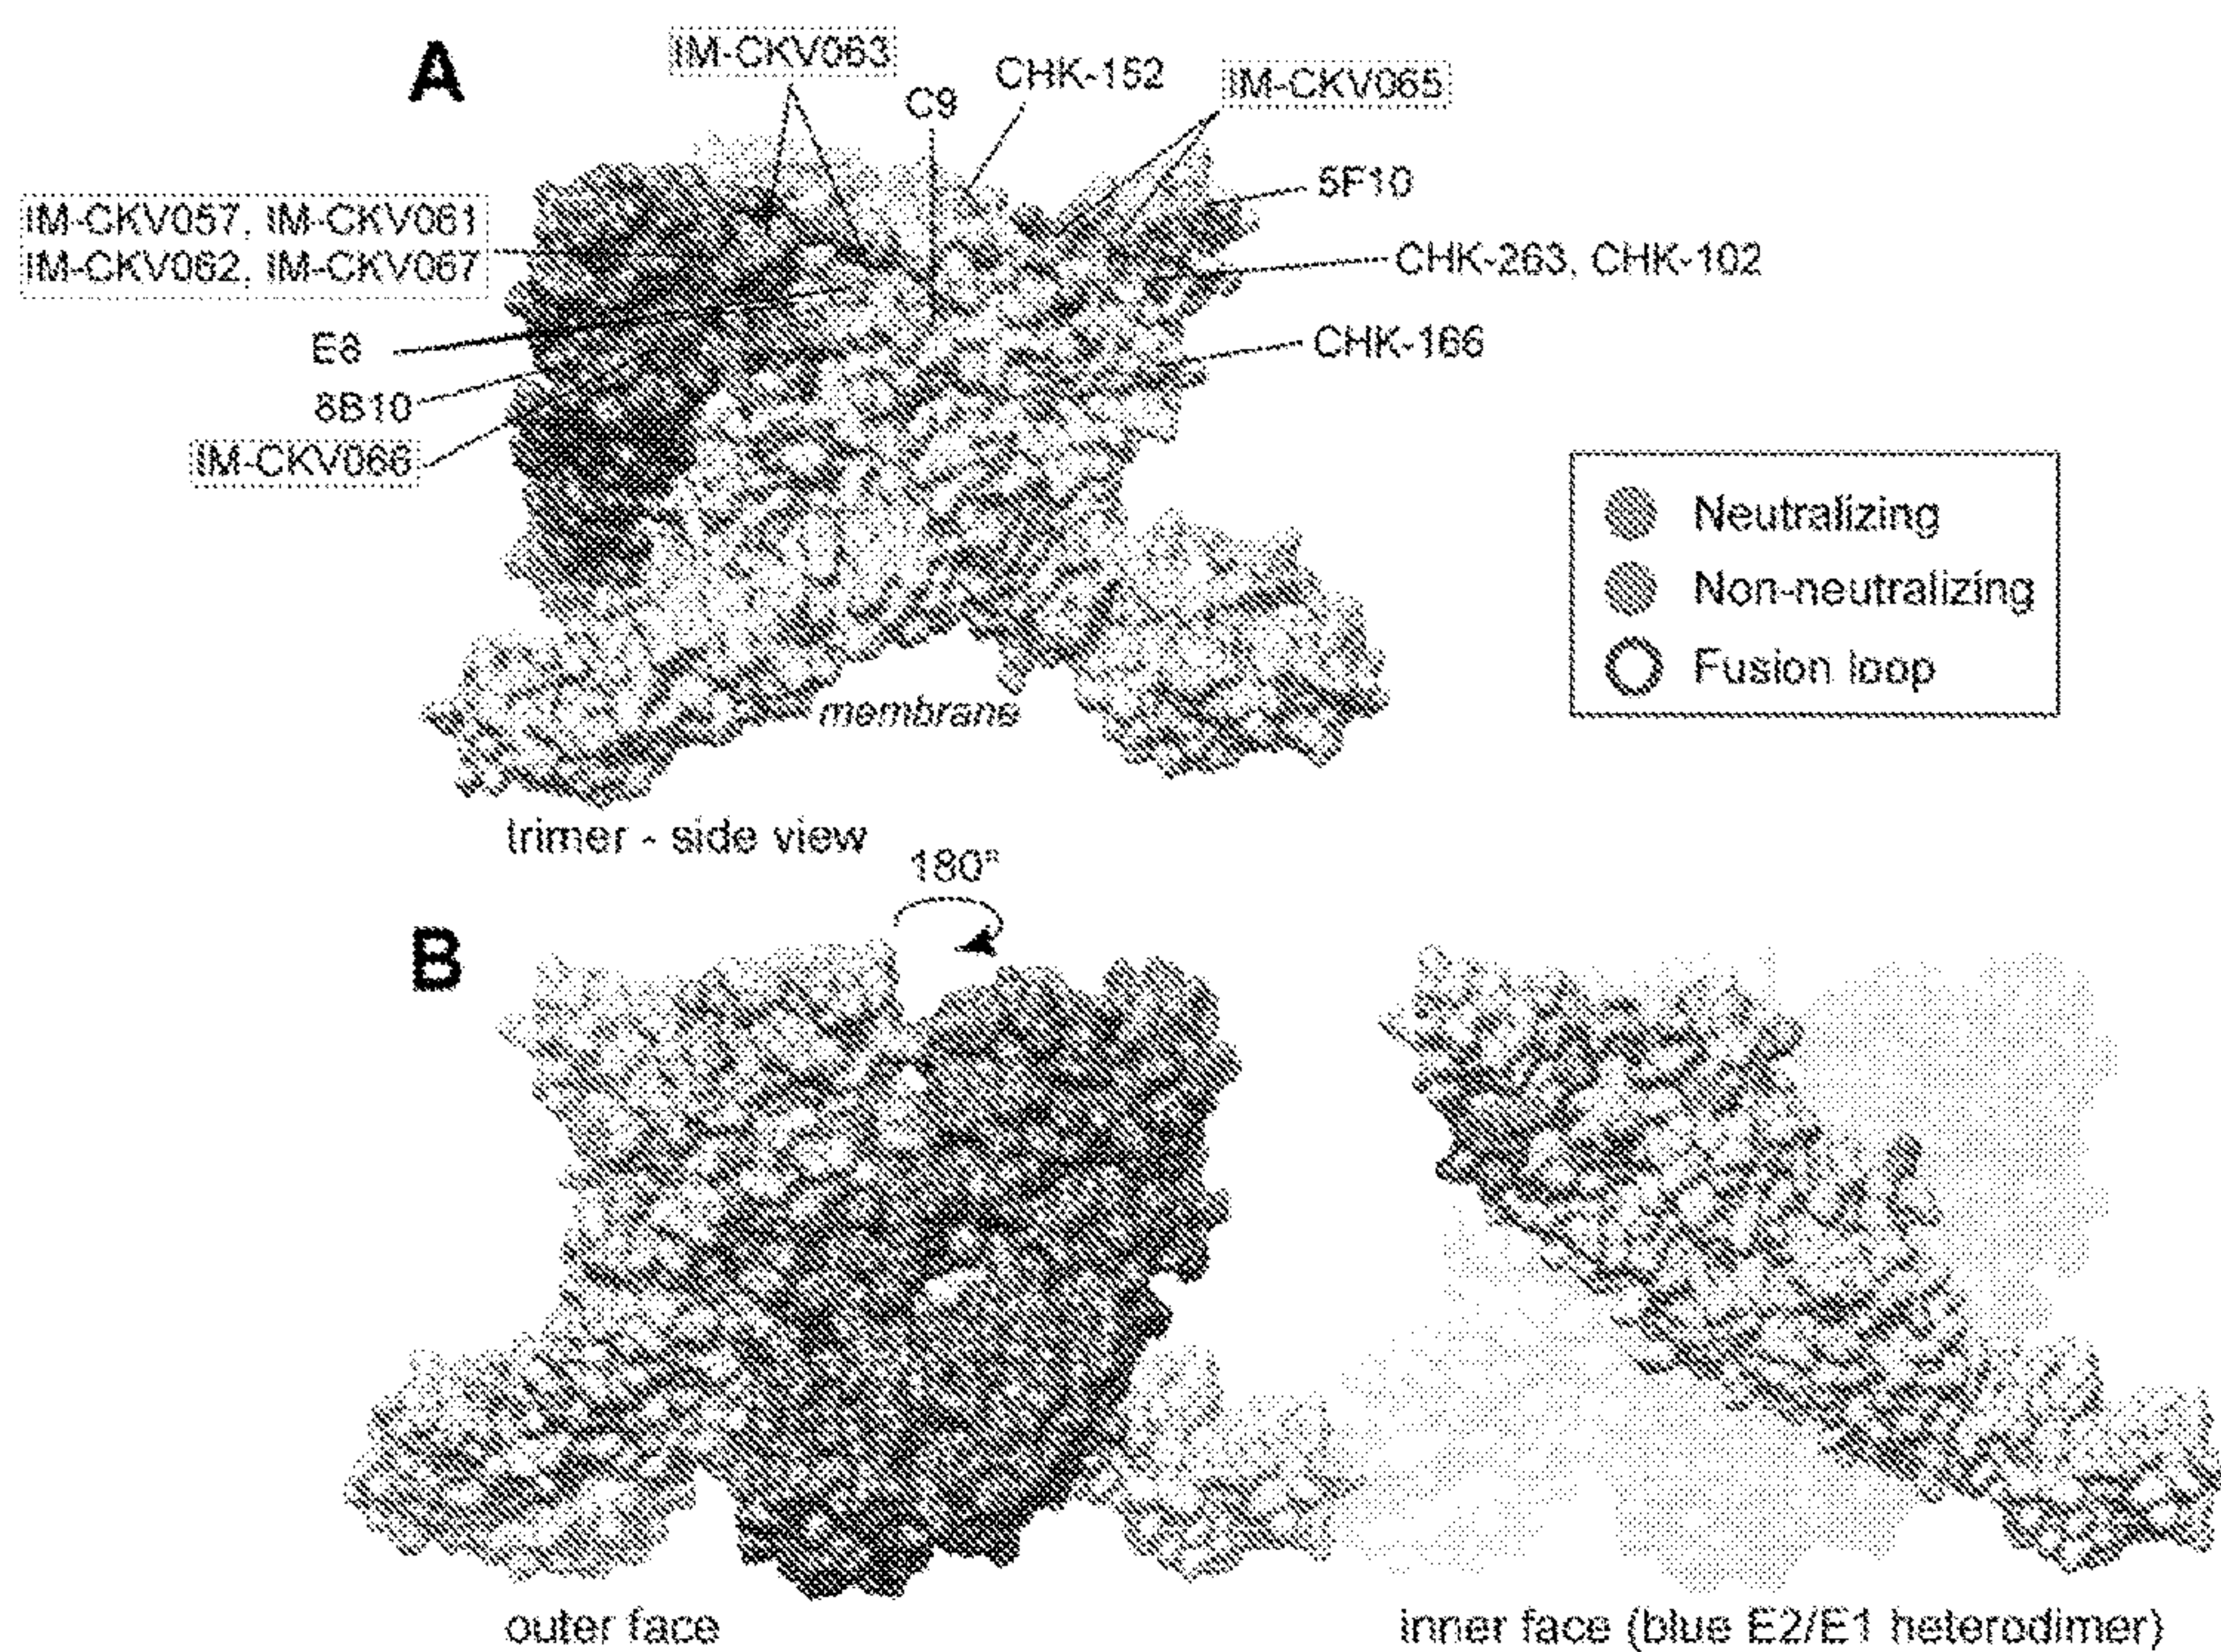 A
IM-CKV063
C9
CHK-152
IM-CKV065
5F10
IM-CKV057, IM-CKV061
IM-CKV062, IM-CKV067
CHK-263, CHK-102
E8
CHK-166
8B10
IM-CKV066
Neutralizing
Non-neutralizing
Fusion loop
membrane
trimer - side view
180°
B
outer face
inner face (blue E2/E1 heterodimer)